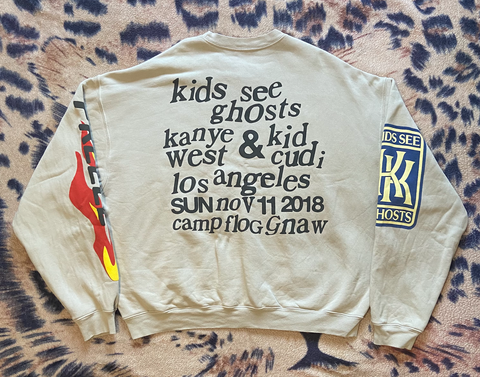 kids see
ghosts
kanye & kid
west cudi
los angeles
SUN nov 11 2018
camp flog gnaw
KIDS SEE
GHOSTS